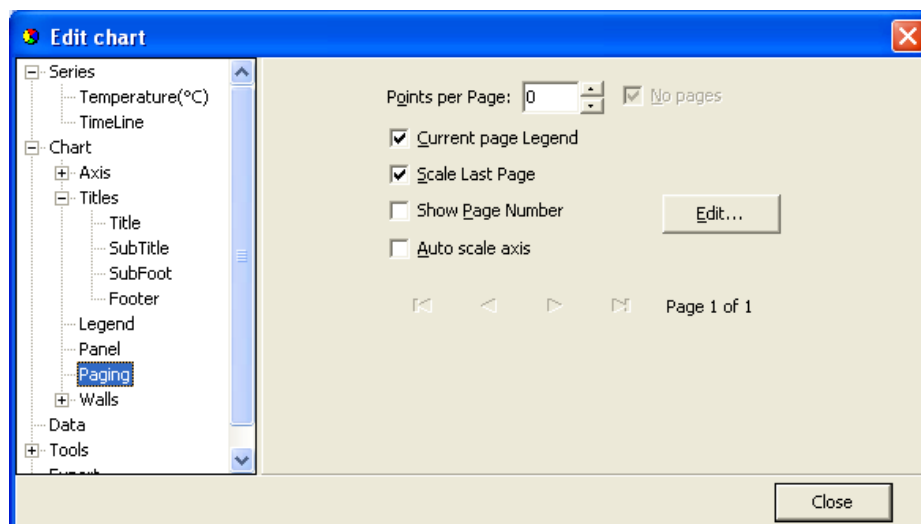 Edit chart
Series
Temperature(°C)
TimeLine
Chart
Axis
Titles
Title
SubTitle
SubFoot
Footer
Legend
Panel
Paging
Walls
Data
Tools
Points per Page: 0 No pages
Current page Legend
Scale Last Page
Show Page Number Edit...
Auto scale axis
Page 1 of 1
Close